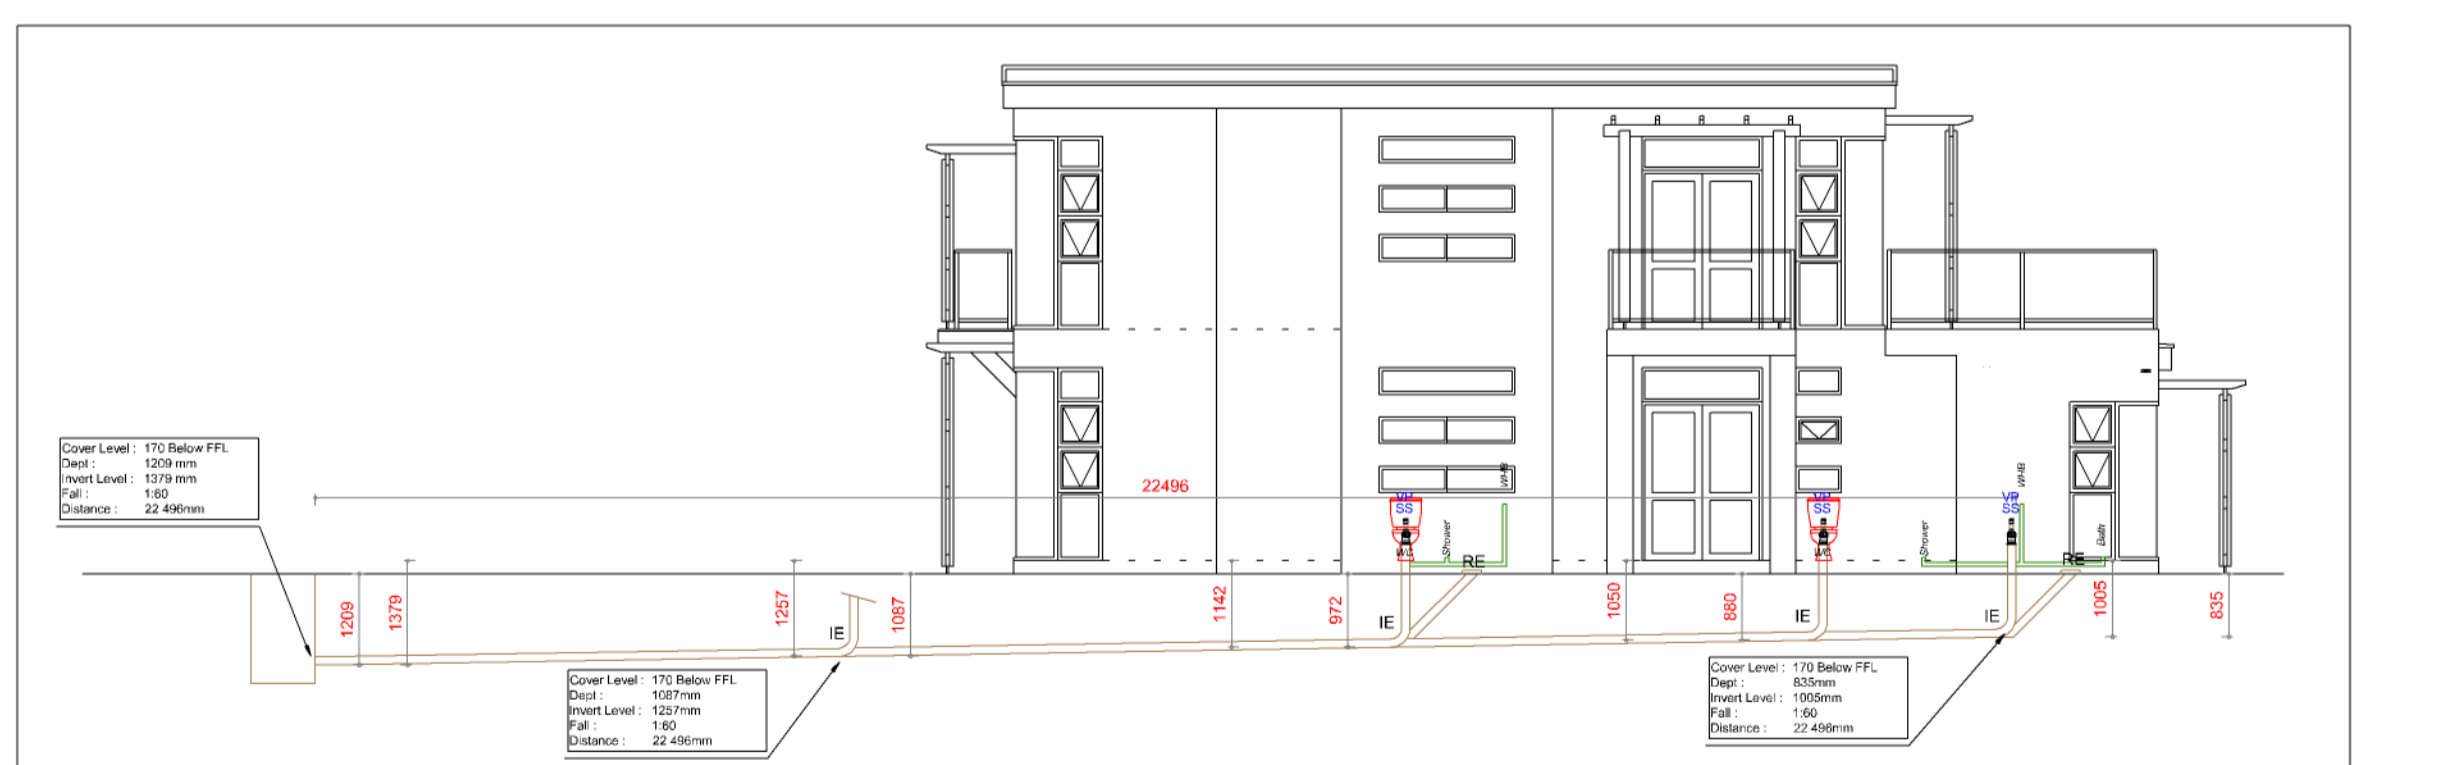 Cover Level : 170 Below FFL
Dept : 1209 mm
Invert Level : 1379 mm
Fall : 1:60
Distance : 22 496mm
22496
VP
SS
WC
Shower
WHB
RE
VP
SS
WC
Shower
VP
SS
WHB
RE
Bath
1209
1379
1257
IE
1087
1142
972
IE
1050
880
IE
IE
1005
835
Cover Level : 170 Below FFL
Dept : 1087mm
Invert Level : 1257mm
Fall : 1:60
Distance : 22 496mm
Cover Level : 170 Below FFL
Dept : 835mm
Invert Level : 1005mm
Fall : 1:60
Distance : 22 496mm